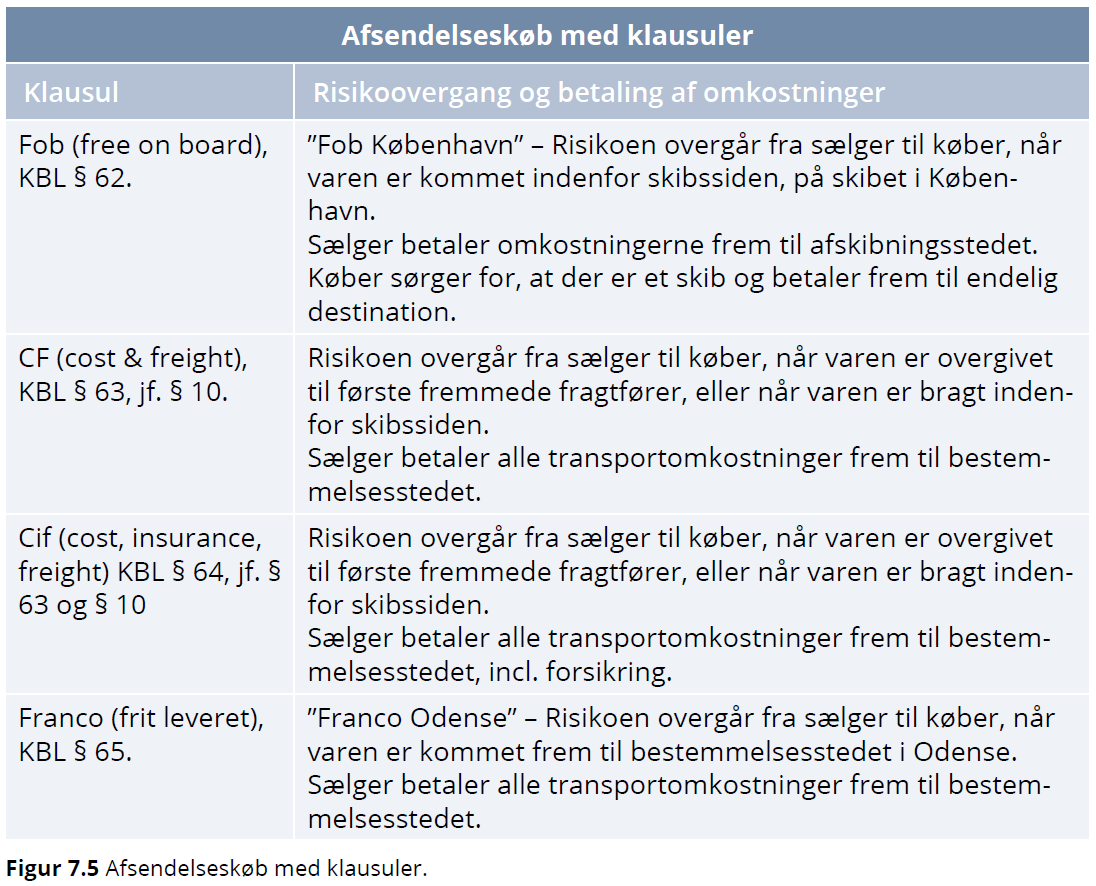 Afsendelseskøb med klausuler
Klausul
Risikoovergang og betaling af omkostninger
Fob (free on board),
KBL § 62.
”Fob København” – Risikoen overgår fra sælger til køber, når
varen er kommet indenfor skibssiden, på skibet i Køben-
havn.
Sælger betaler omkostningerne frem til afskibningsstedet.
Køber sørger for, at der er et skib og betaler frem til endelig
destination.
CF (cost & freight),
KBL § 63, jf. § 10.
Risikoen overgår fra sælger til køber, når varen er overgivet
til første fremmede fragtfører, eller når varen er bragt inden-
for skibssiden.
Sælger betaler alle transportomkostninger frem til bestem-
melsesstedet.
Cif (cost, insurance,
freight) KBL § 64, jf. §
63 og § 10
Risikoen overgår fra sælger til køber, når varen er overgivet
til første fremmede fragtfører, eller når varen er bragt inden-
for skibssiden.
Sælger betaler alle transportomkostninger frem til bestem-
melsesstedet, incl. forsikring.
Franco (frit leveret),
KBL § 65.
”Franco Odense” – Risikoen overgår fra sælger til køber, når
varen er kommet frem til bestemmelsesstedet i Odense.
Sælger betaler alle transportomkostninger frem til bestem-
melsesstedet.
Figur 7.5 Afsendelseskøb med klausuler.